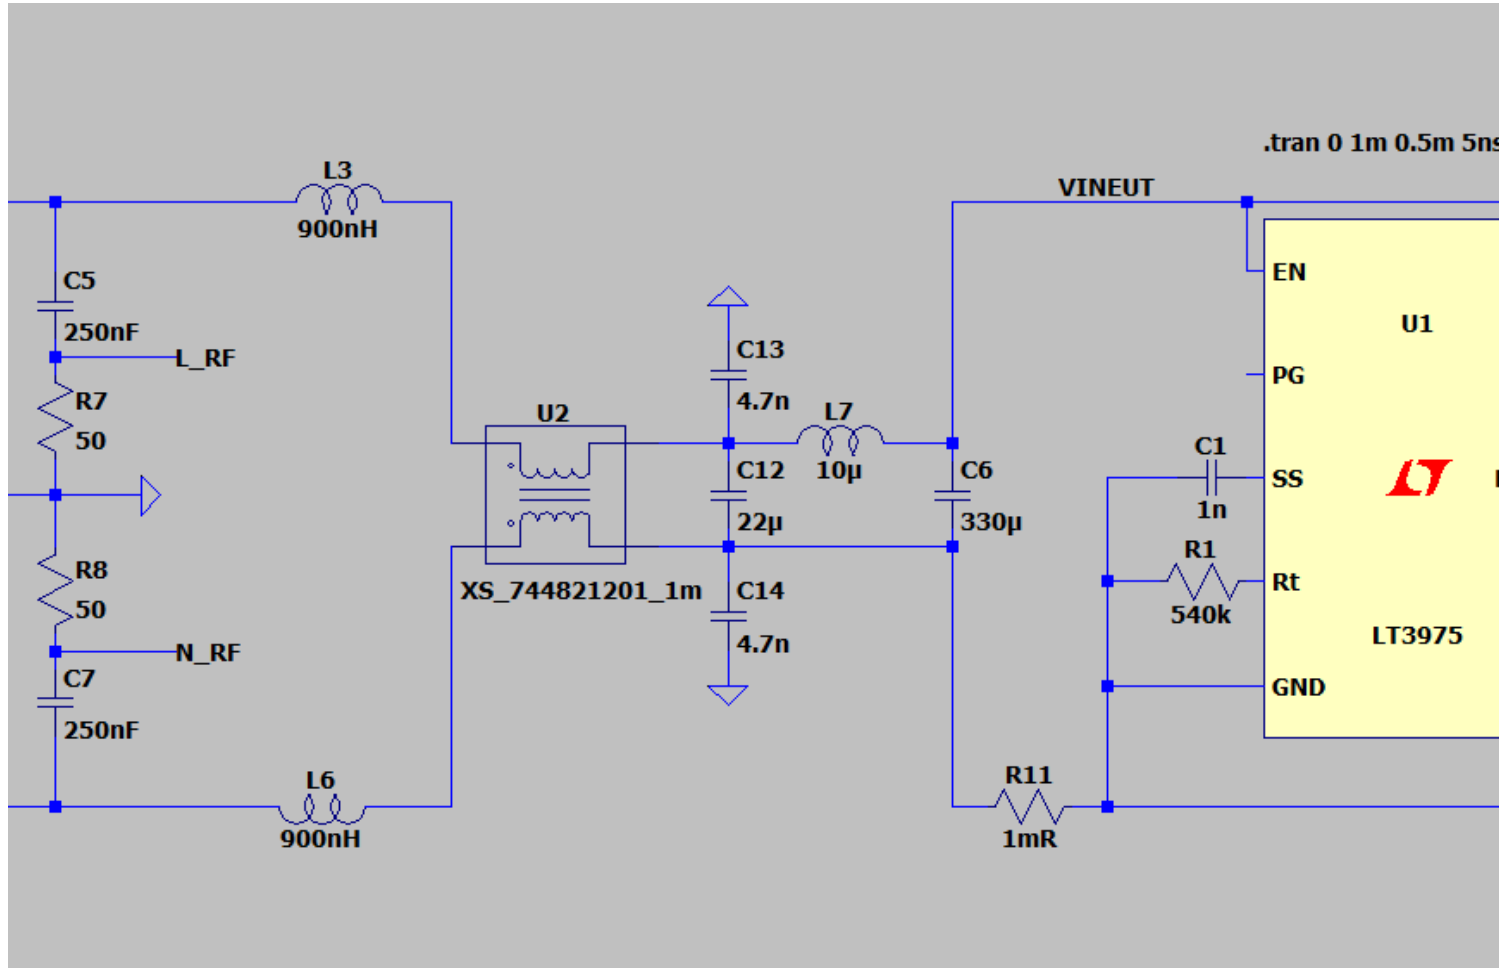 .tran 0 1m 0.5m 5ns
L3
900nH
VINEUT
C5
250nF
L_RF
R7
50
R8
50
N_RF
C7
250nF
L6
900nH
U2
XS_744821201_1m
C13
4.7n
C12
22µ
C14
4.7n
L7
10µ
C6
330µ
R11
1mR
C1
1n
R1
540k
EN
U1
PG
SS
Rt
LT3975
GND